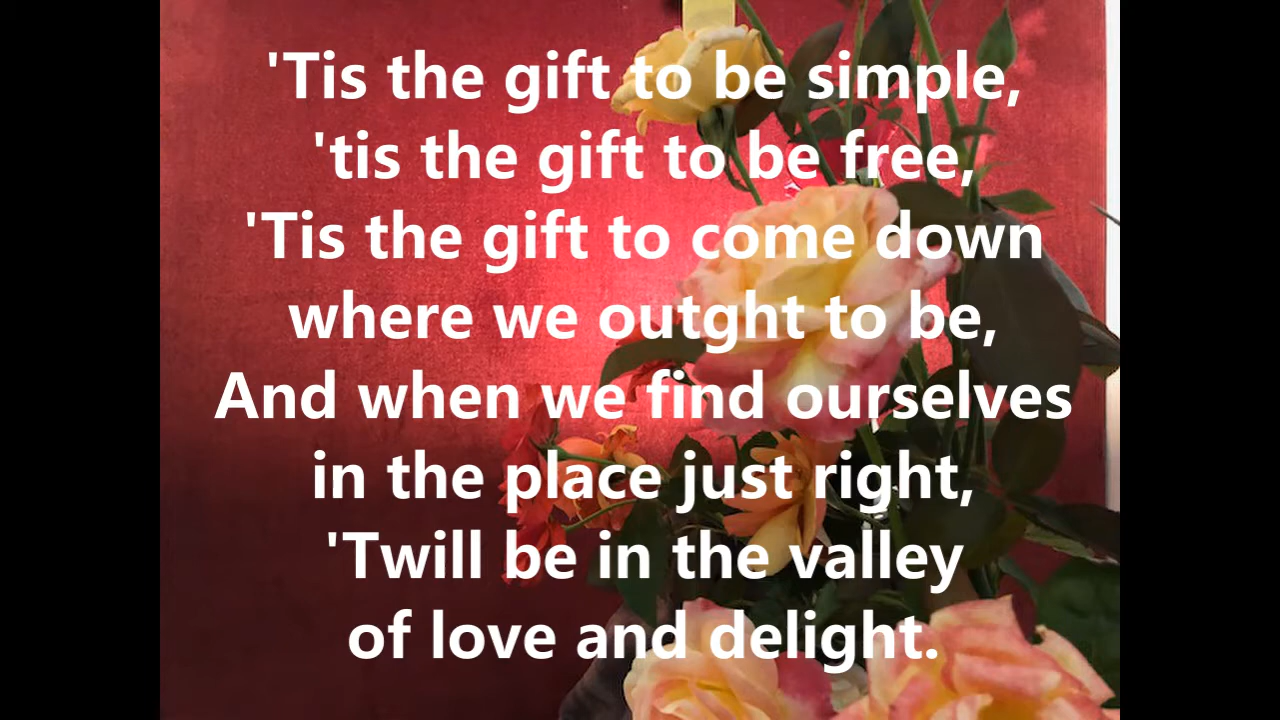 'Tis the gift to be simple,
'tis the gift to be free,
'Tis the gift to come down
where we outght to be,
And when we find ourselves
in the place just right,
'Twill be in the valley
of love and delight.